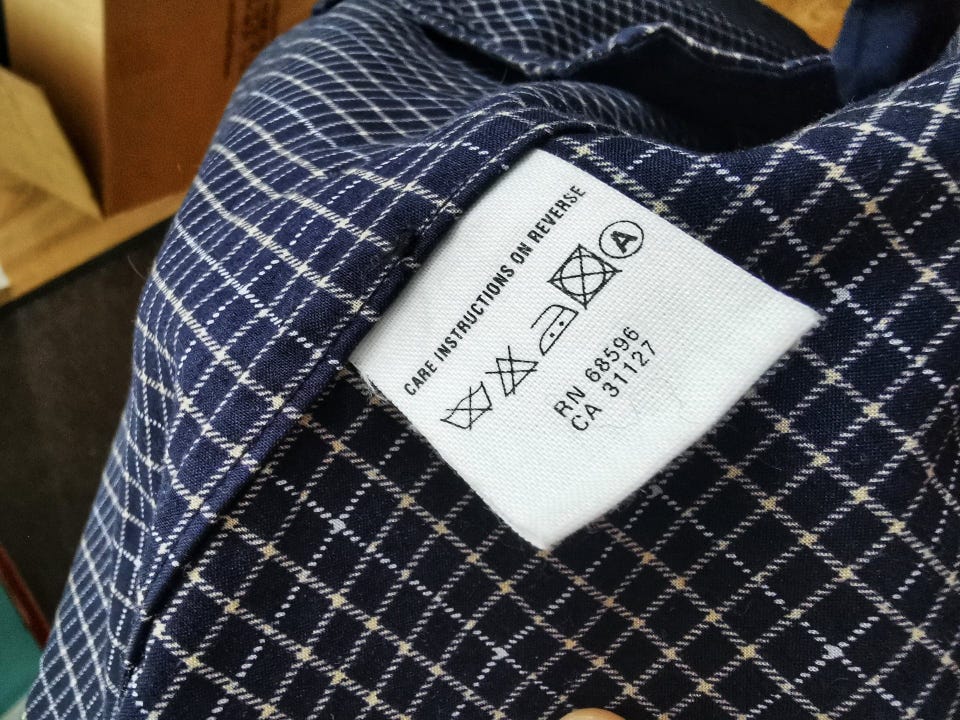 CARE INSTRUCTIONS ON REVERSE
A
RN 68596
CA 31127